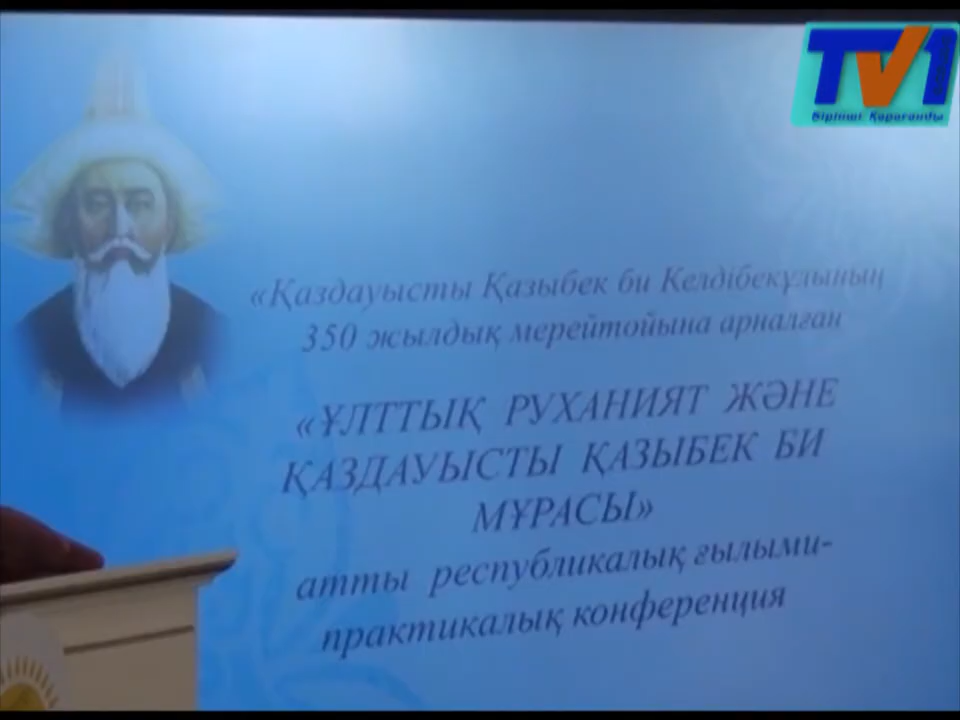 TV1
Бірінші Қарағанды
«Қаздауысты Қазыбек би Келдібекұлының
350 жылдық мерейтойына арналған
«ҰЛТТЫҚ РУХАНИЯТ ЖӘНЕ
ҚАЗДАУЫСТЫ ҚАЗЫБЕК БИ
МҰРАСЫ»
атты республикалық ғылыми-
практикалық конференция